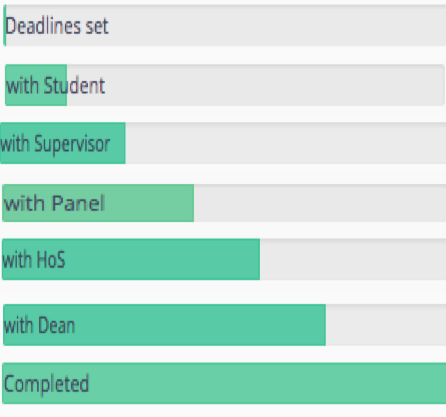 Deadlines set
with Student
with Supervisor
with Panel
with HoS
with Dean
Completed